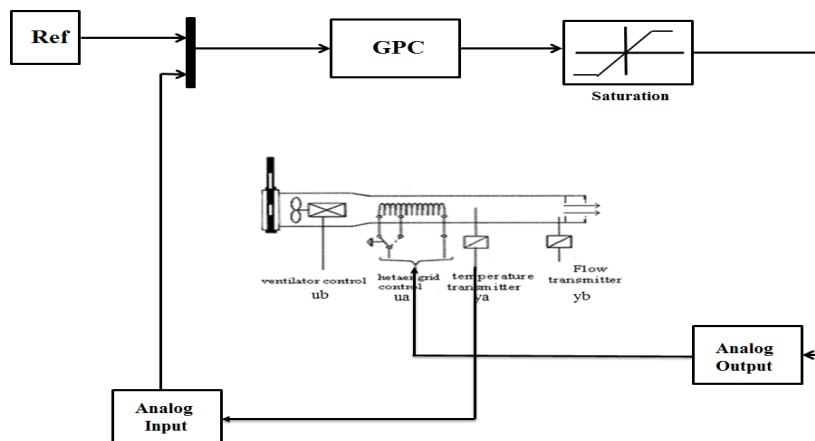 Ref
GPC
Saturation
ventilator control
ub
hetaer grid
control
ua
temperature
transmitter
ya
Flow
transmitter
yb
Analog
Output
Analog
Input